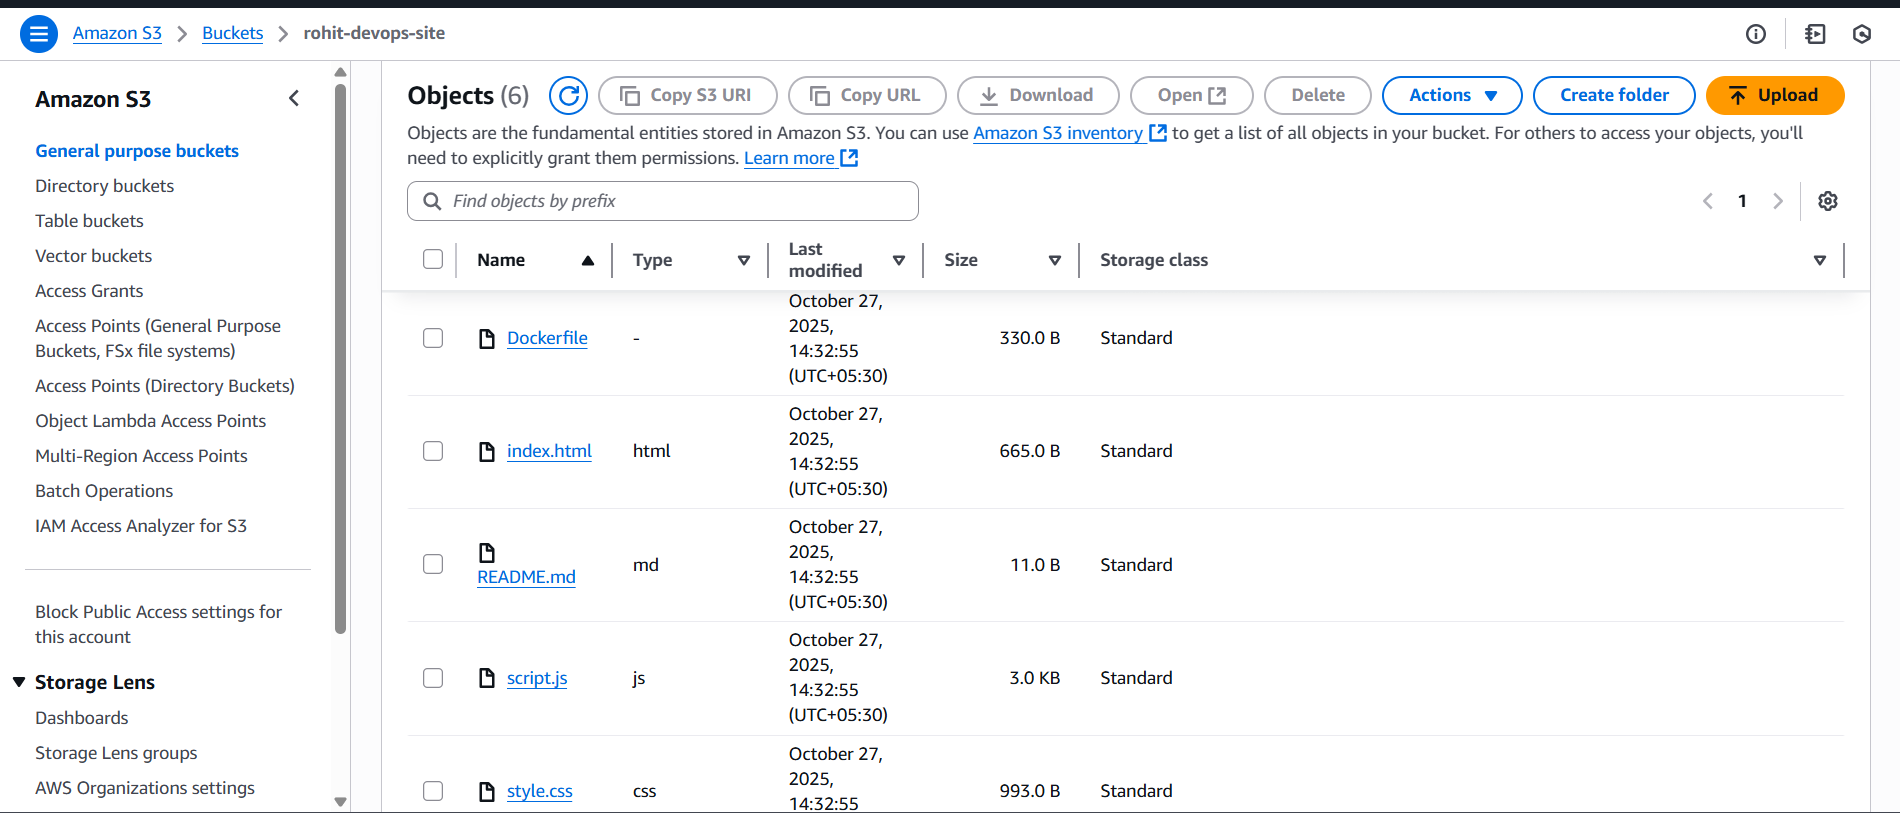 Amazon S3 > Buckets > rohit-devops-site
Amazon S3
General purpose buckets
Directory buckets
Table buckets
Vector buckets
Access Grants
Access Points (General Purpose
Buckets, FSx file systems)
Access Points (Directory Buckets)
Object Lambda Access Points
Multi-Region Access Points
Batch Operations
IAM Access Analyzer for S3
Block Public Access settings for
this account
Storage Lens
Dashboards
Storage Lens groups
AWS Organizations settings
Objects (6) Copy S3 URI Copy URL Download Open Delete Actions Create folder Upload
Objects are the fundamental entities stored in Amazon S3. You can use Amazon S3 inventory to get a list of all objects in your bucket. For others to access your objects, you'll
need to explicitly grant them permissions. Learn more
Find objects by prefix
1
Name Type Last modified Size Storage class
October 27,
2025,
Dockerfile - 14:32:55 330.0 B Standard
(UTC+05:30)
October 27,
2025,
index.html html 14:32:55 665.0 B Standard
(UTC+05:30)
October 27,
2025,
README.md md 14:32:55 11.0 B Standard
(UTC+05:30)
October 27,
2025,
script.js js 14:32:55 3.0 KB Standard
(UTC+05:30)
October 27,
2025,
style.css css 14:32:55 993.0 B Standard